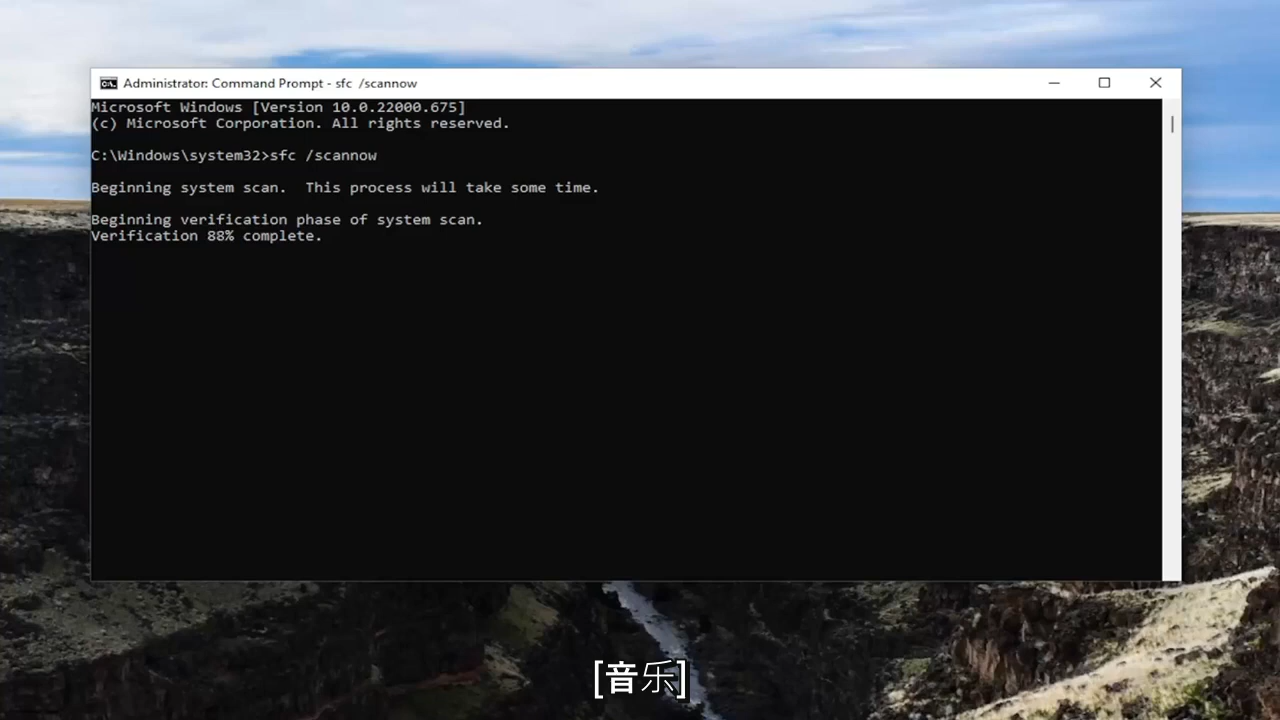 Administrator: Command Prompt - sfc  /scannow
Microsoft Windows [Version 10.0.22000.675]
(c) Microsoft Corporation. All rights reserved.
C:\Windows\system32>sfc /scannow
Beginning system scan.  This process will take some time.
Beginning verification phase of system scan.
Verification 88% complete.
[音乐]